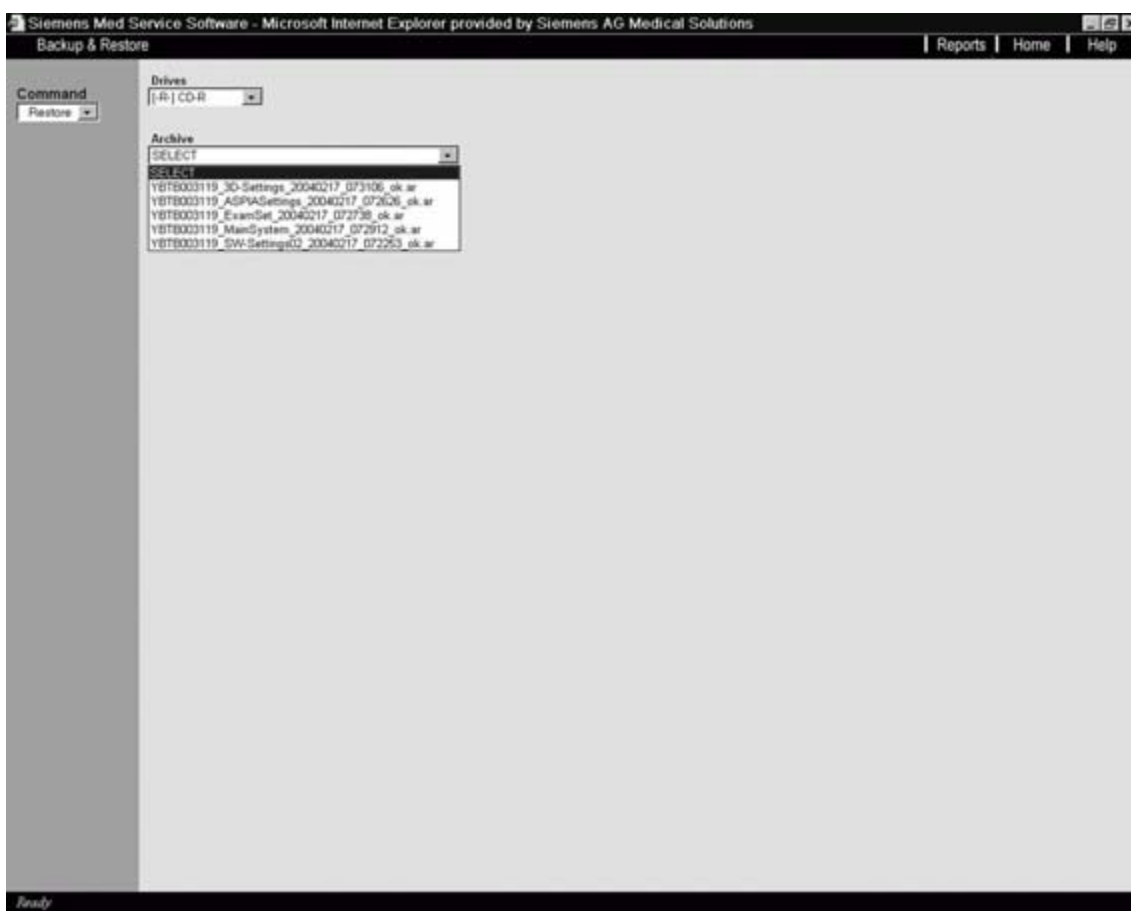 Siemens Med Service Software - Microsoft Internet Explorer provided by Siemens AG Medical Solutions
Backup & Restore
Reports
Home
Help
Command
Restore
Drives
[-R-] CD-R
Archive
SELECT
SELECT
YBTB003119_3D-Settings_20040217_073106_ok.ar
YBTB003119_ASPIASettings_20040217_072626_ok.ar
YBTB003119_ExamSet_20040217_072738_ok.ar
YBTB003119_MainSystem_20040217_072912_ok.ar
YBTB003119_SW-Settings02_20040217_072253_ok.ar
Ready